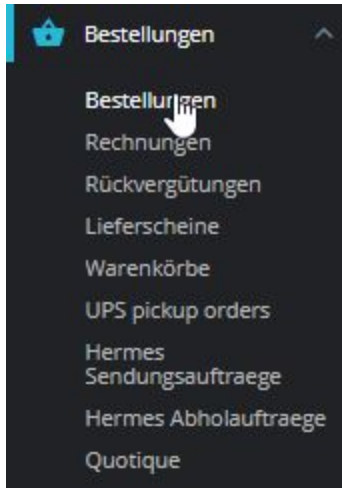 Bestellungen
Bestellungen
Rechnungen
Rückvergütungen
Lieferscheine
Warenkörbe
UPS pickup orders
Hermes
Sendungsauftraege
Hermes Abholauftraege
Quotique